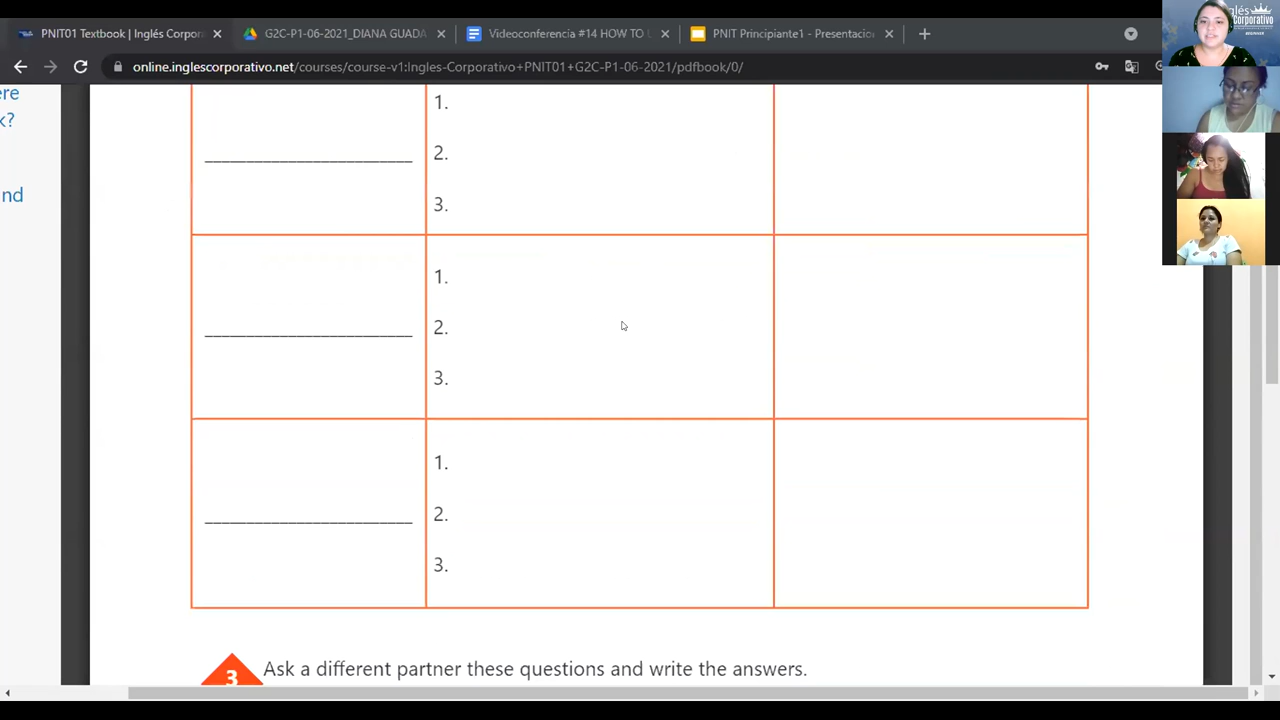 PNIT01 Textbook | Inglés Corpor
G2C-P1-06-2021_DIANA GUADA
Videoconferencia #14 HOW TO
PNIT Principiante1 - Presentacio
online.inglescorporativo.net/courses/course-v1:Ingles-Corporativo+PNIT01+G2C-P1-06-2021/pdfbook/0/
nglés
Corporativo
BEGINNER
ere
k?
nd
1.
2.
3.
1.
2.
3.
1.
2.
3.
3
Ask a different partner these questions and write the answers.